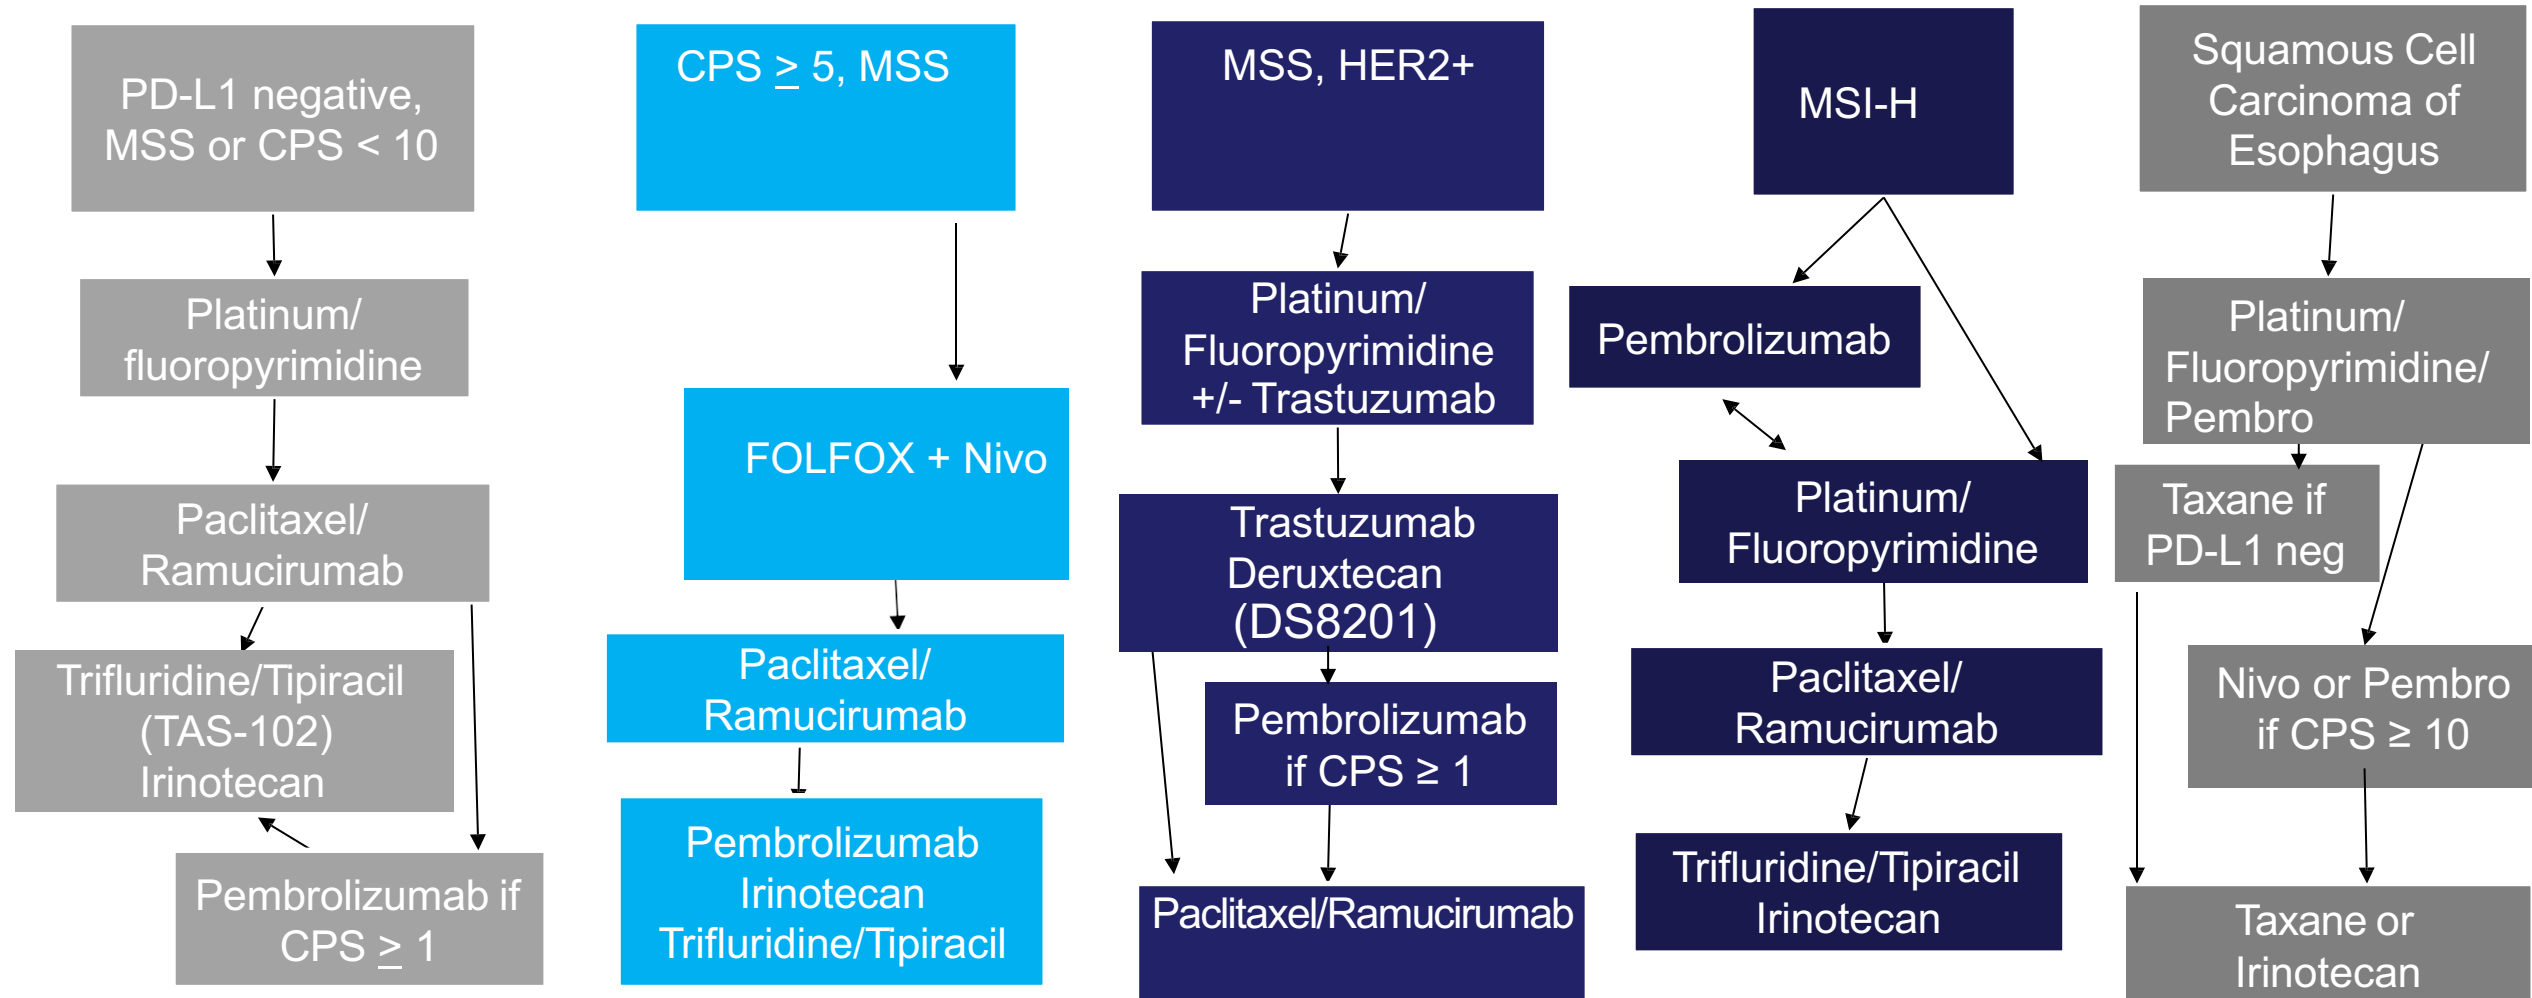 PD-L1 negative,
MSS or CPS < 10
Platinum/
fluoropyrimidine
Paclitaxel/
Ramucirumab
Trifluridine/Tipiracil
(TAS-102)
Irinotecan
Pembrolizumab if
CPS ≥ 1
CPS ≥ 5, MSS
FOLFOX + Nivo
Paclitaxel/
Ramucirumab
Pembrolizumab
Irinotecan
Trifluridine/Tipiracil
MSS, HER2+
Platinum/
Fluoropyrimidine
+/- Trastuzumab
Trastuzumab
Deruxtecan
(DS8201)
Pembrolizumab
if CPS ≥ 1
Paclitaxel/Ramucirumab
MSI-H
Pembrolizumab
Platinum/
Fluoropyrimidine
Paclitaxel/
Ramucirumab
Trifluridine/Tipiracil
Irinotecan
Squamous Cell
Carcinoma of
Esophagus
Platinum/
Fluoropyrimidine/
Pembro
Taxane if
PD-L1 neg
Nivo or Pembro
if CPS ≥ 10
Taxane or
Irinotecan